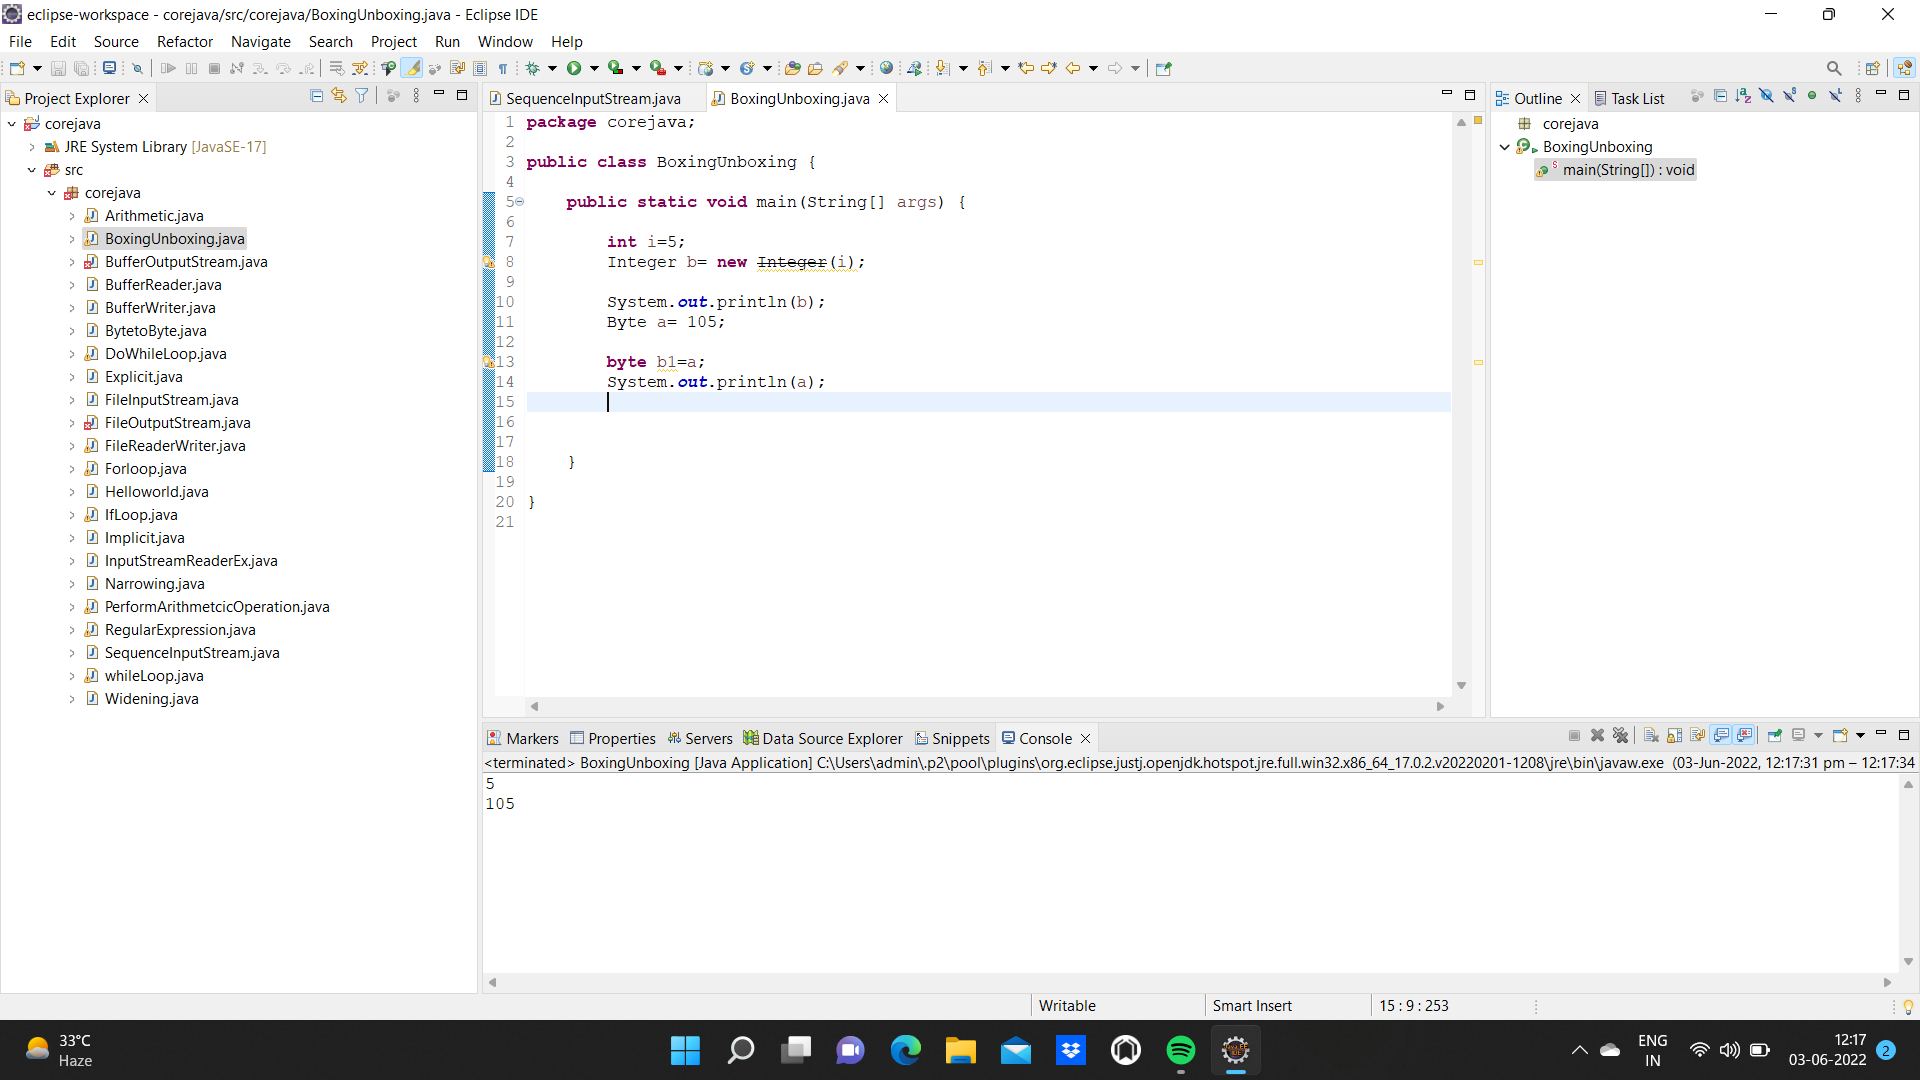 eclipse-workspace - corejava/src/corejava/BoxingUnboxing.java - Eclipse IDE
File Edit Source Refactor Navigate Search Project Run Window Help
Project Explorer
corejava
JRE System Library [JavaSE-17]
src
corejava
Arithmetic.java
BoxingUnboxing.java
BufferOutputStream.java
BufferReader.java
BufferWriter.java
BytetoByte.java
DoWhileLoop.java
Explicit.java
FileInputStream.java
FileOutputStream.java
FileReaderWriter.java
Forloop.java
Helloworld.java
IfLoop.java
Implicit.java
InputStreamReaderEx.java
Narrowing.java
PerformArithmetcicOperation.java
RegularExpression.java
SequenceInputStream.java
whileLoop.java
Widening.java
SequenceInputStream.java BoxingUnboxing.java
1 package corejava;
2
3 public class BoxingUnboxing {
4
5 public static void main(String[] args) {
6
7 int i=5;
8 Integer b= new Integer(i);
9
10 System.out.println(b);
11 Byte a= 105;
12
13 byte b1=a;
14 System.out.println(a);
15
16
17
18 }
19
20 }
21
Outline Task List
corejava
BoxingUnboxing
main(String[]) : void
Markers Properties Servers Data Source Explorer Snippets Console
<terminated> BoxingUnboxing [Java Application] C:\Users\admin\.p2\pool\plugins\org.eclipse.justj.openjdk.hotspot.jre.full.win32.x86_64_17.0.2.v20220201-1208\jre\bin\javaw.exe (03-Jun-2022, 12:17:31 pm – 12:17:34
5
105
Writable Smart Insert 15 : 9 : 253
33°C
Haze
ENG
IN
12:17
03-06-2022
2